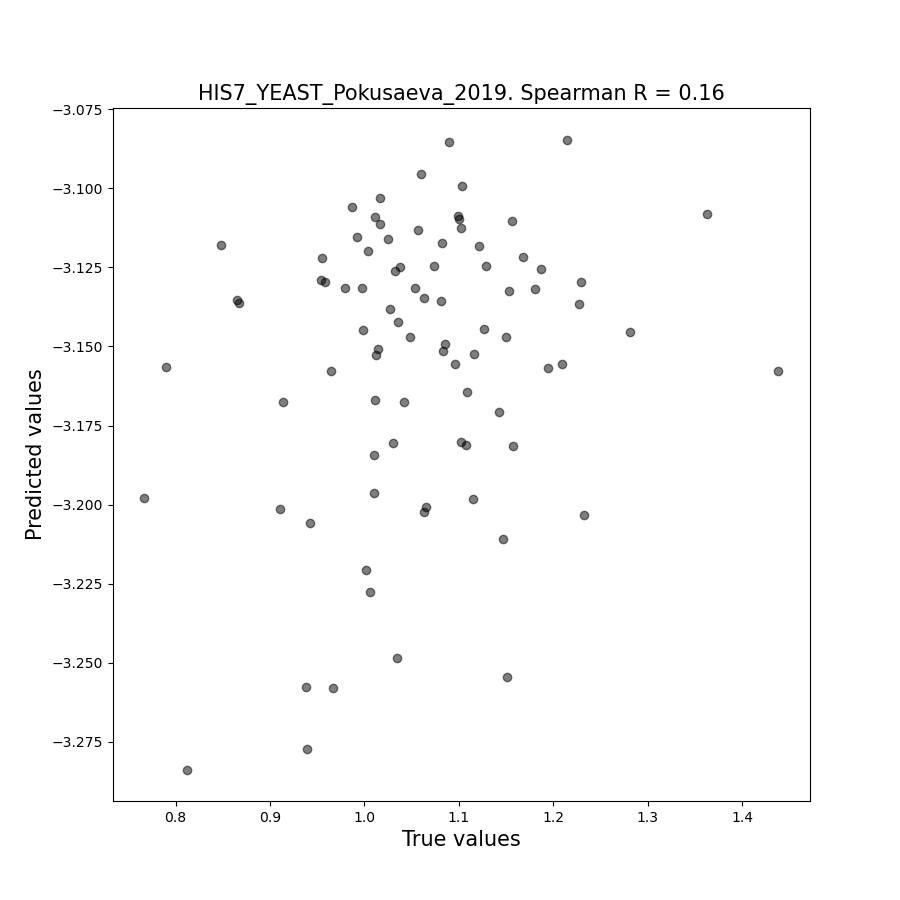 HIS7_YEAST_Pokusaeva_2019. Spearman R = 0.16
−3.075
−3.100
−3.125
−3.150
−3.175
−3.200
−3.225
−3.250
−3.275
Predicted values
0.8 0.9 1.0 1.1 1.2 1.3 1.4
True values